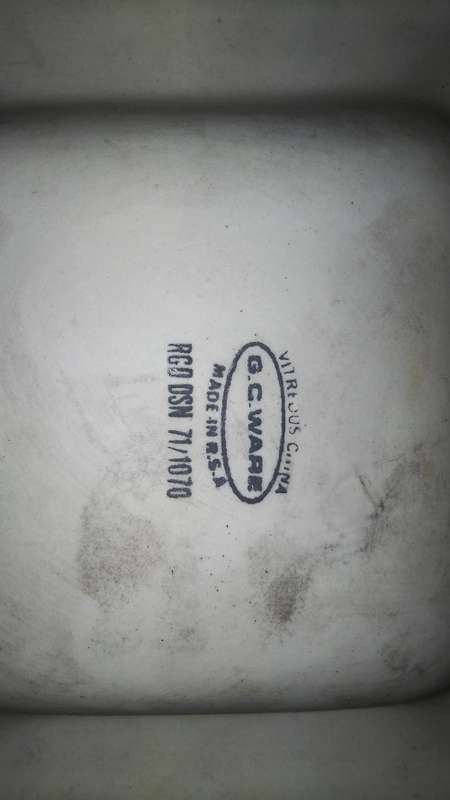 VITREOUS CHINA
G.C.WARE
MADE IN R.S.A
RGD DSN 71/1070